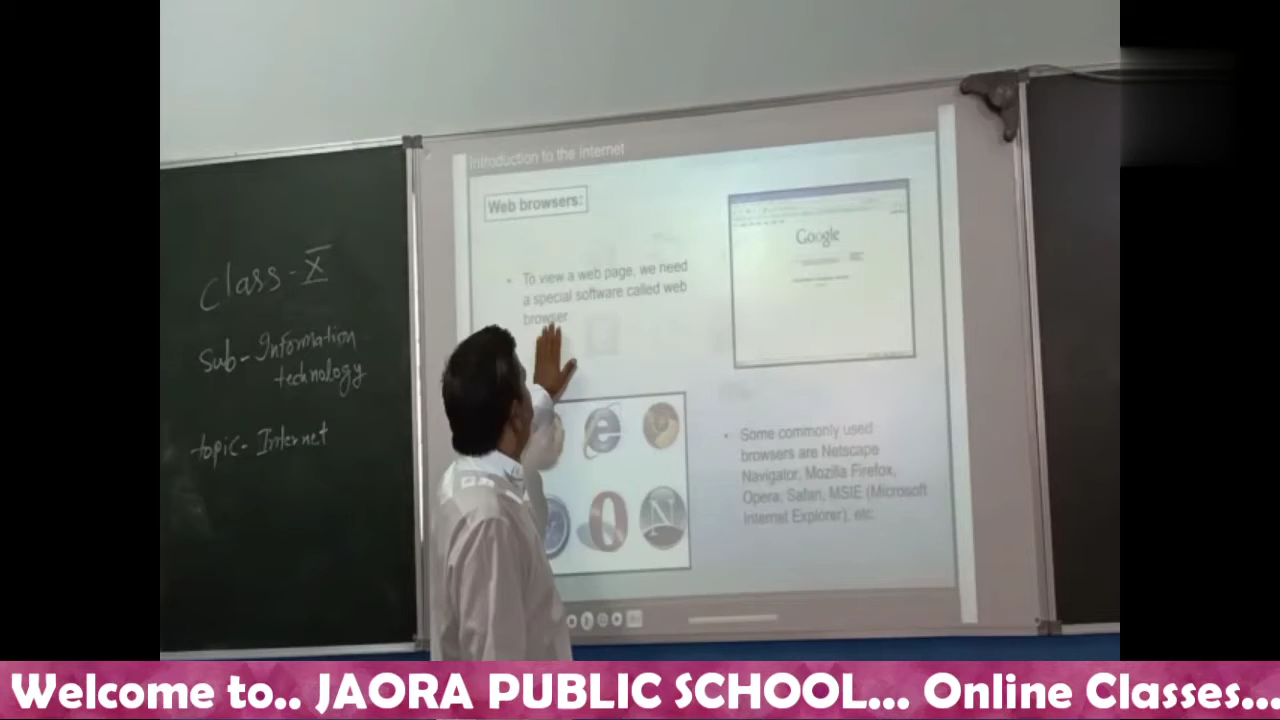 Introduction to the Internet
Web browsers:
To view a web page, we need
a special software called web
browser
Google
Some commonly used
browsers are Netscape
Navigator, Mozilla Firefox,
Opera, Safari, MSIE (Microsoft
Internet Explorer), etc.
Class - X
Sub - Information
technology
topic - Internet
Welcome to.. JAORA PUBLIC SCHOOL... Online Classes...